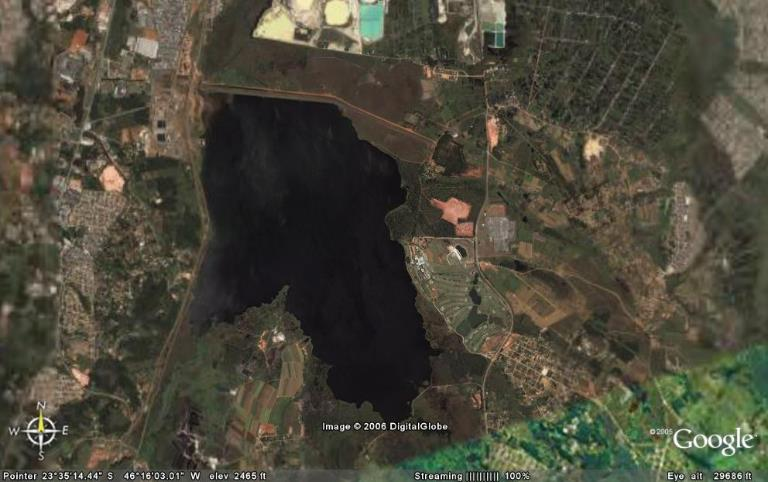 N
W E
S
Image © 2006 DigitalGlobe
© 2005 Google
Pointer 23°35'14.44" S 46°16'03.01" W elev 2465 ft Streaming |||||||||| 100% Eye alt 29686 ft